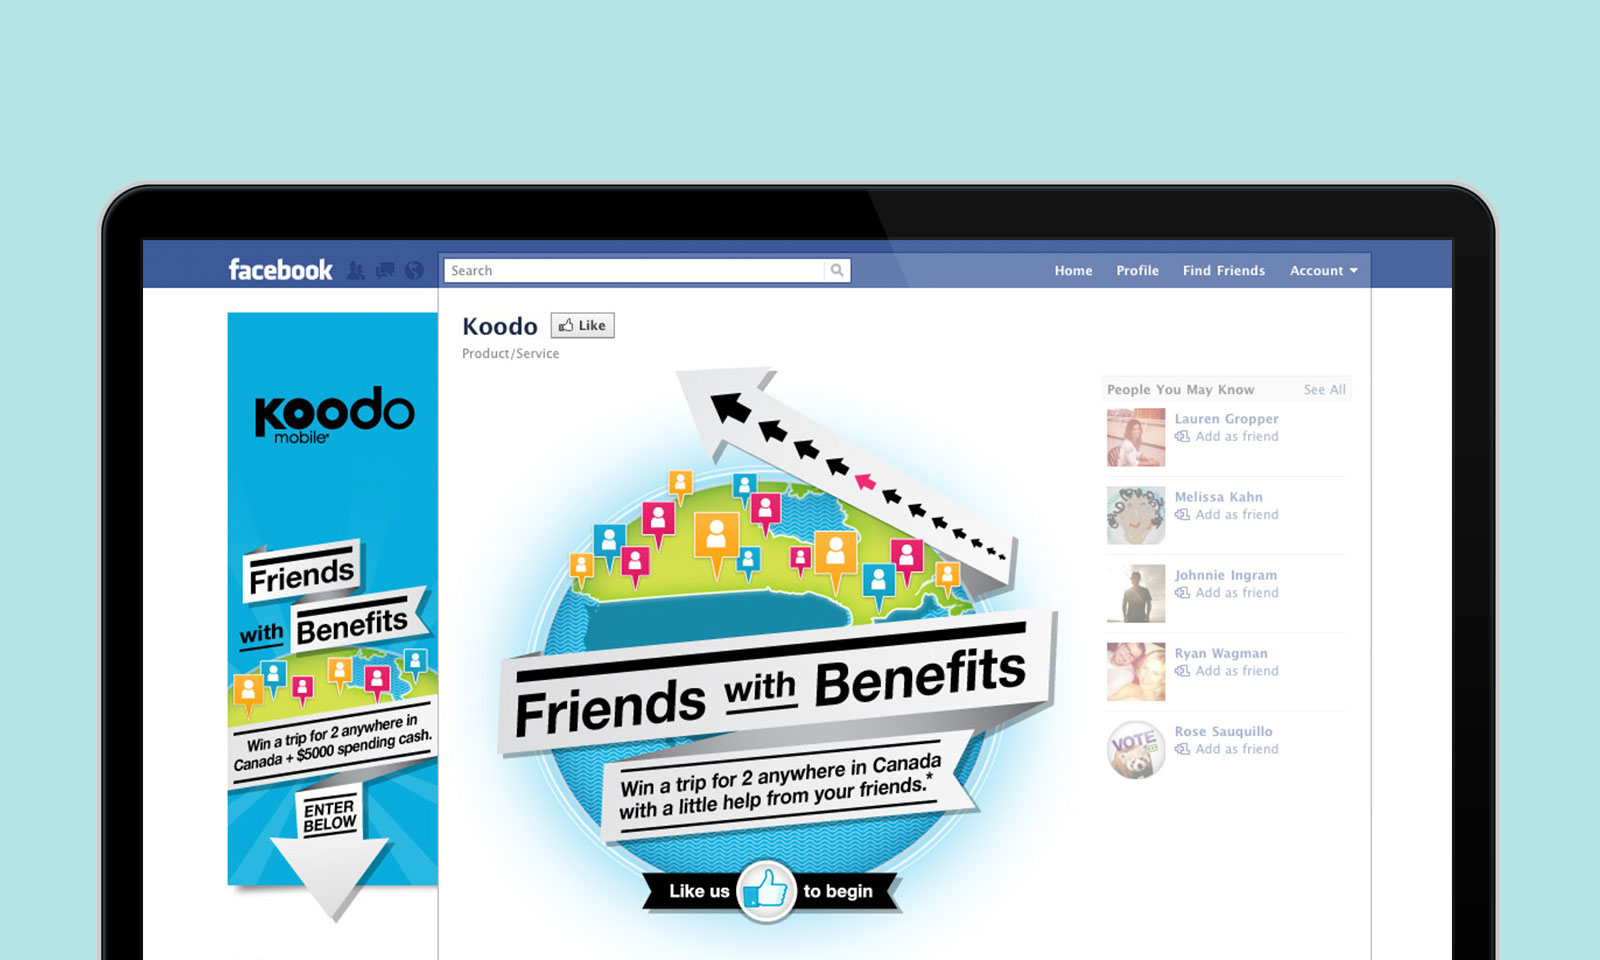 facebook
Search
Home Profile Find Friends Account
Koodo
mobile
Friends
with Benefits
Win a trip for 2 anywhere in
Canada + $5000 spending cash.
ENTER
BELOW
Koodo Like
Product/Service
Friends with Benefits
Win a trip for 2 anywhere in Canada
with a little help from your friends.*
Like us to begin
People You May Know See All
Lauren Gropper
Add as friend
Melissa Kahn
Add as friend
Johnnie Ingram
Add as friend
Ryan Wagman
Add as friend
VOTE
Rose Sauquillo
Add as friend